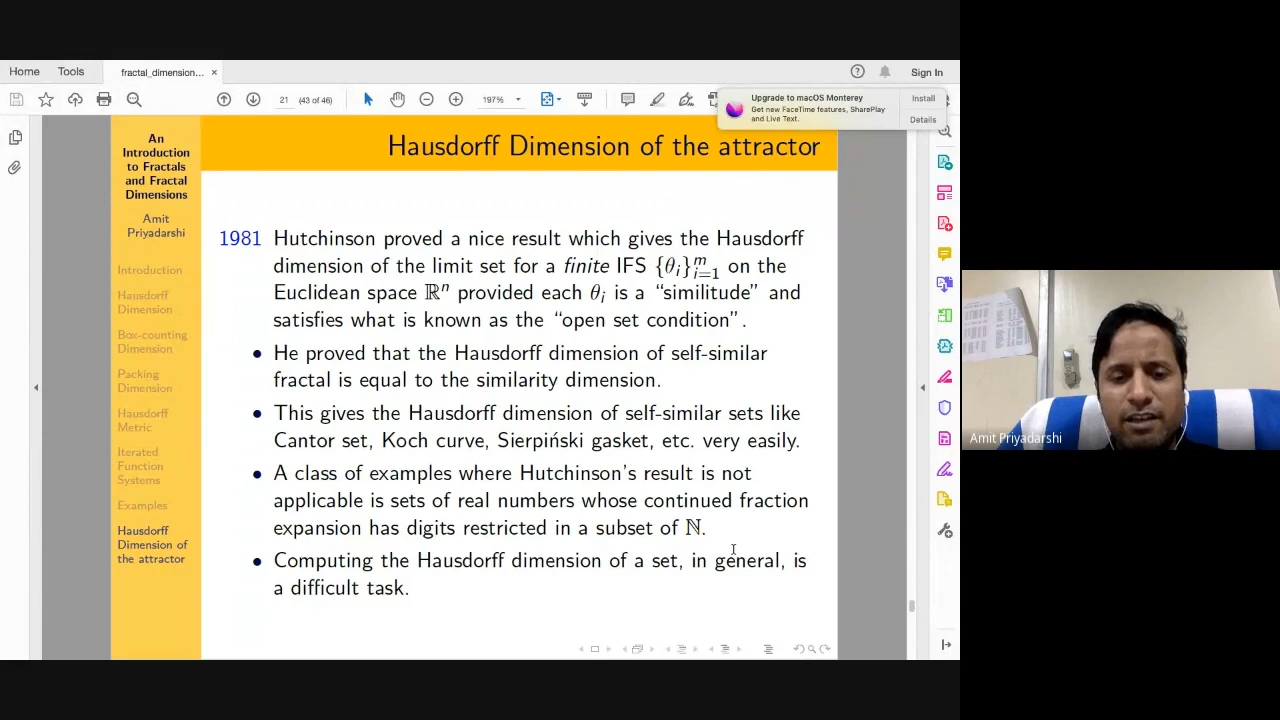 Home Tools fractal_dimension... ×
Sign In
21 (43 of 46) 197%
Upgrade to macOS Monterey
Get new FaceTime features, SharePlay
and Live Text.
Install
Details
An
Introduction
to Fractals
and Fractal
Dimensions
Amit
Priyadarshi
Introduction
Hausdorff
Dimension
Box-counting
Dimension
Packing
Dimension
Hausdorff
Metric
Iterated
Function
Systems
Examples
Hausdorff
Dimension of
the attractor
Hausdorff Dimension of the attractor
1981 Hutchinson proved a nice result which gives the Hausdorff
dimension of the limit set for a finite IFS {θᵢ}ᵐᵢ₌₁ on the
Euclidean space ℝⁿ provided each θᵢ is a “similitude” and
satisfies what is known as the “open set condition”.
• He proved that the Hausdorff dimension of self-similar
fractal is equal to the similarity dimension.
• This gives the Hausdorff dimension of self-similar sets like
Cantor set, Koch curve, Sierpiński gasket, etc. very easily.
• A class of examples where Hutchinson's result is not
applicable is sets of real numbers whose continued fraction
expansion has digits restricted in a subset of ℕ.
• Computing the Hausdorff dimension of a set, in general, is
a difficult task.
Amit Priyadarshi